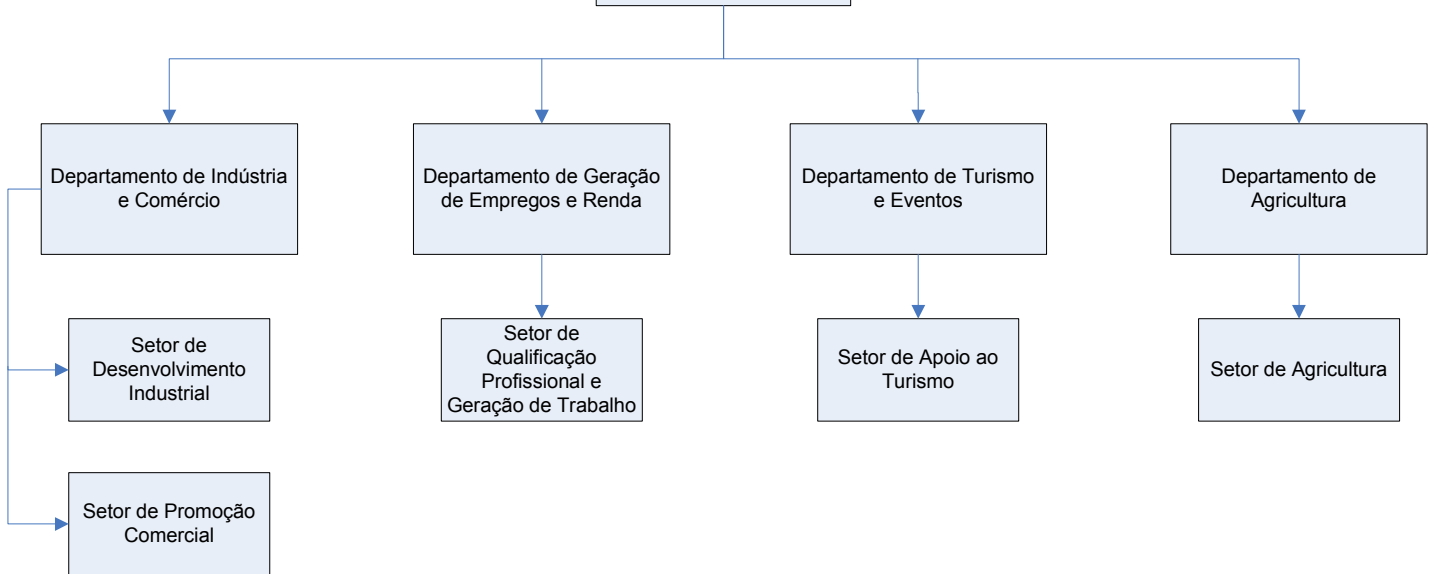 Departamento de Indústria
e Comércio
Departamento de Geração
de Empregos e Renda
Departamento de Turismo
e Eventos
Departamento de
Agricultura
Setor de
Desenvolvimento
Industrial
Setor de
Qualificação
Profissional e
Geração de Trabalho
Setor de Apoio ao
Turismo
Setor de Agricultura
Setor de Promoção
Comercial